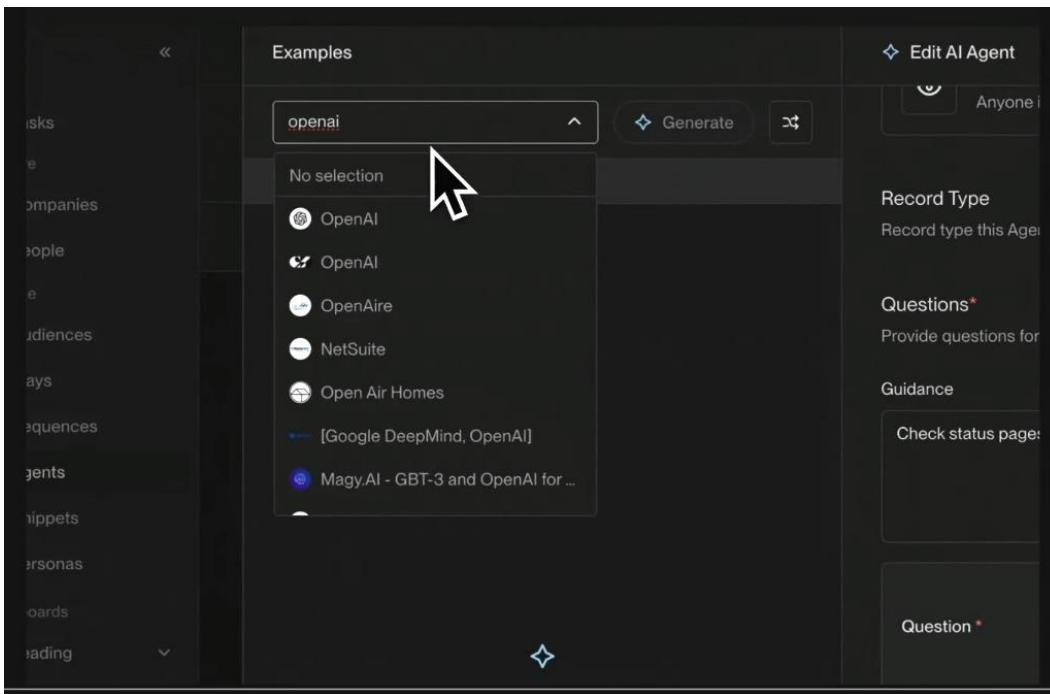 Examples
Edit AI Agent
Anyone i
openai
Generate
No selection
OpenAI
OpenAI
OpenAire
NetSuite
Open Air Homes
[Google DeepMind, OpenAI]
Magy.AI - GBT-3 and OpenAI for ...
asks
re
ompanies
eople
e
udiences
ays
equences
gents
nippets
ersonas
oards
eading
Record Type
Record type this Age
Questions*
Provide questions for
Guidance
Check status pages
Question *